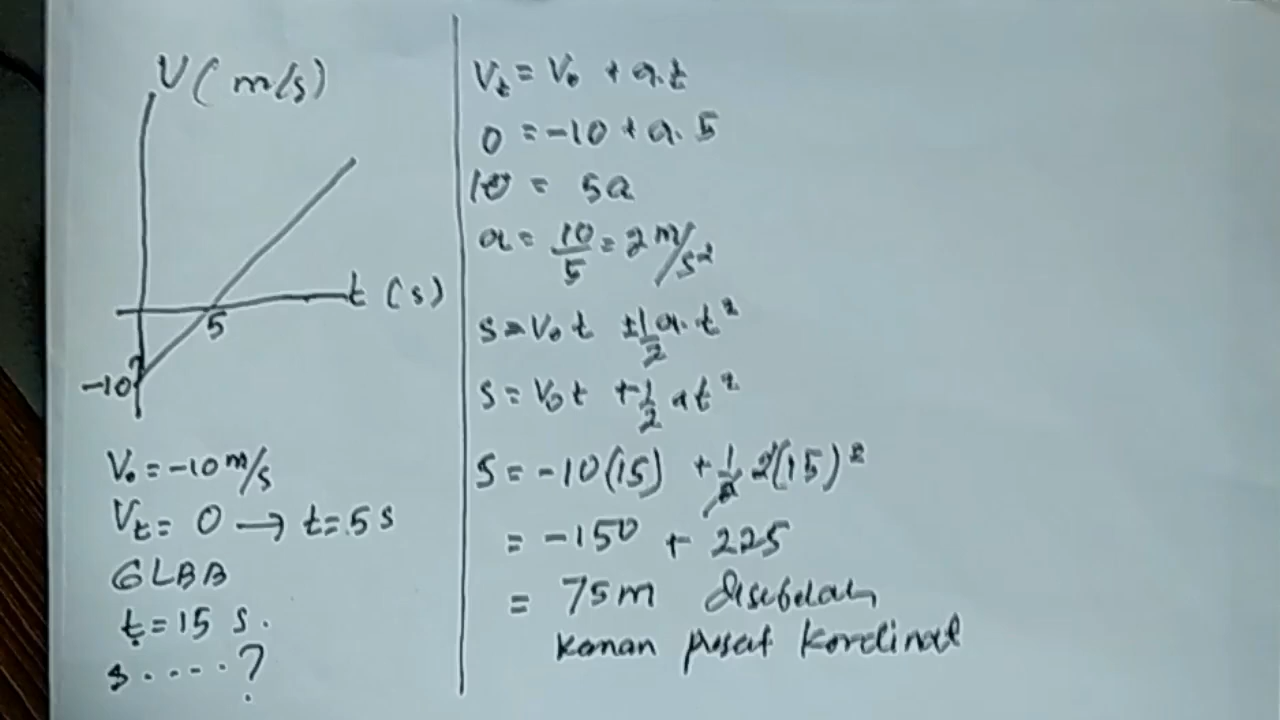 V(m/s)
t (s)
5
-10
V₀ = -10 m/s
Vt = 0 → t = 5 s
GLBB
t = 15 s.
s ....?
Vt = V₀ + a.t
0 = -10 + a. 5
10 = 5a
a = 10/5 = 2 m/s²
s = V₀ t ± 1/2 a. t²
s = V₀ t + 1/2 at²
S = -10(15) + 1/2 2(15)²
= -150 + 225
= 75 m disebelah
kanan pusat kordinat